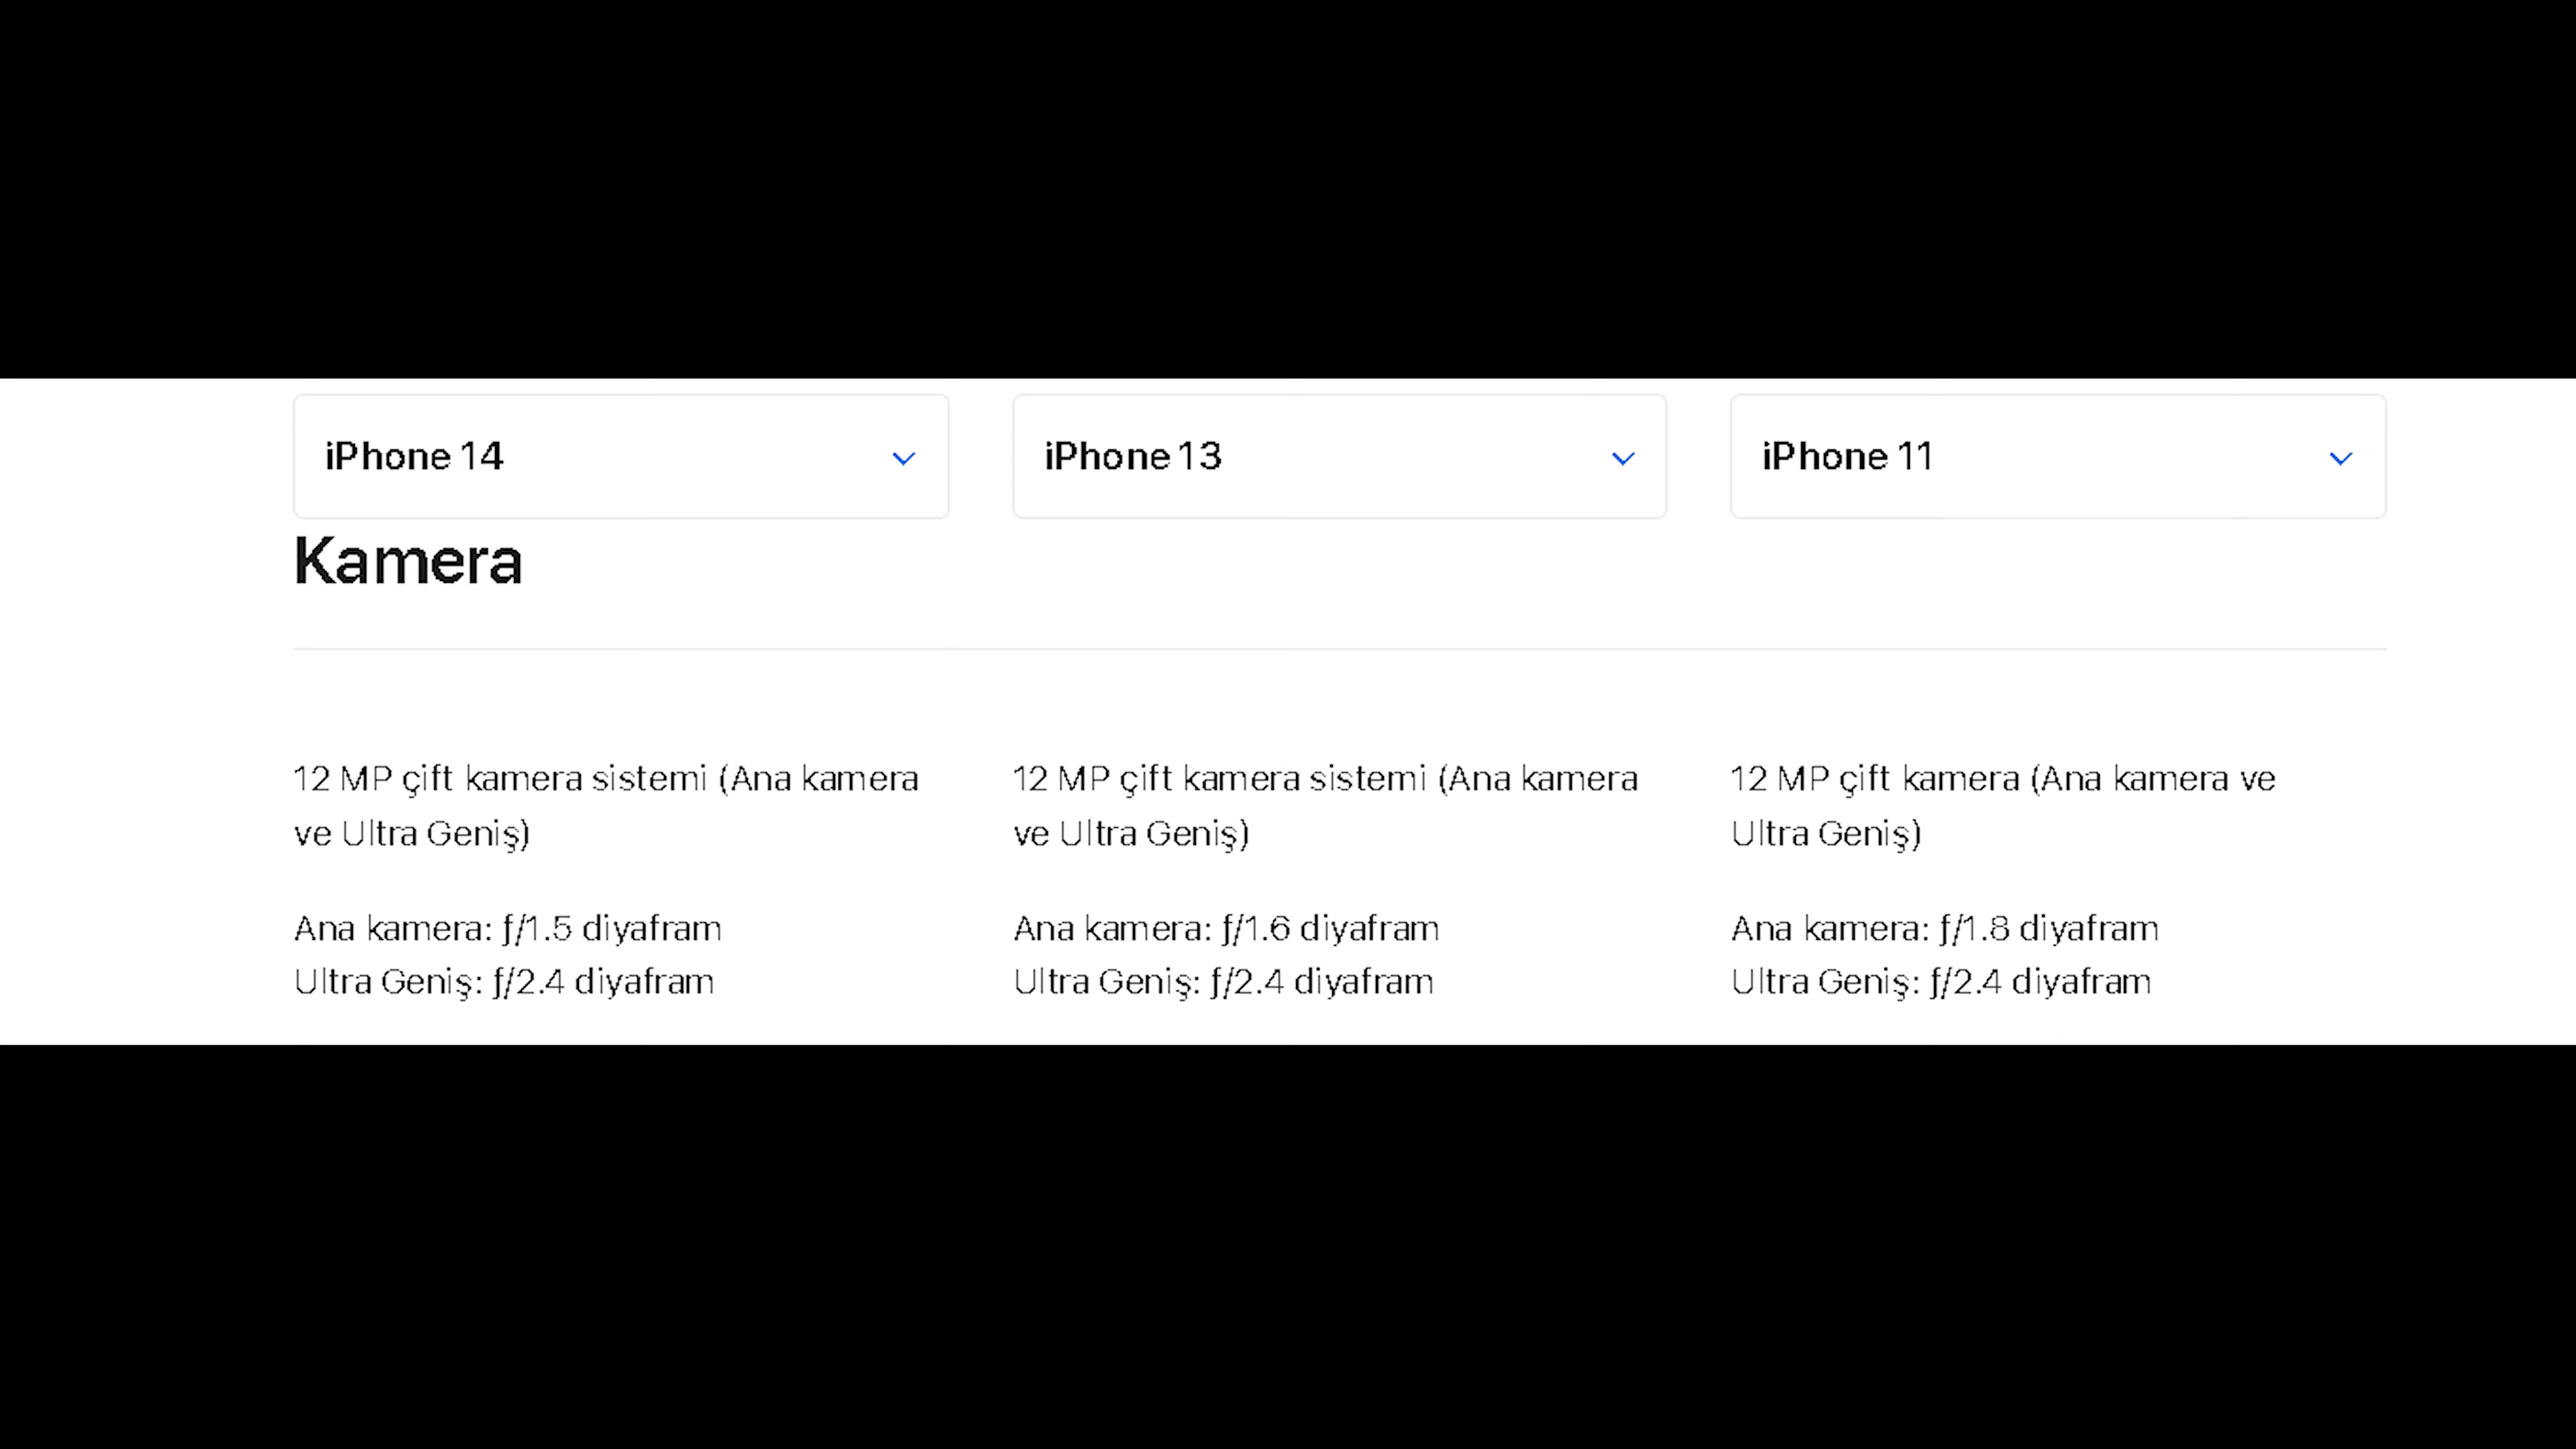 iPhone 14
iPhone 13
iPhone 11
Kamera
12 MP çift kamera sistemi (Ana kamera
ve Ultra Geniş)
Ana kamera: ƒ/1.5 diyafram
Ultra Geniş: ƒ/2.4 diyafram
12 MP çift kamera sistemi (Ana kamera
ve Ultra Geniş)
Ana kamera: ƒ/1.6 diyafram
Ultra Geniş: ƒ/2.4 diyafram
12 MP çift kamera (Ana kamera ve
Ultra Geniş)
Ana kamera: ƒ/1.8 diyafram
Ultra Geniş: ƒ/2.4 diyafram